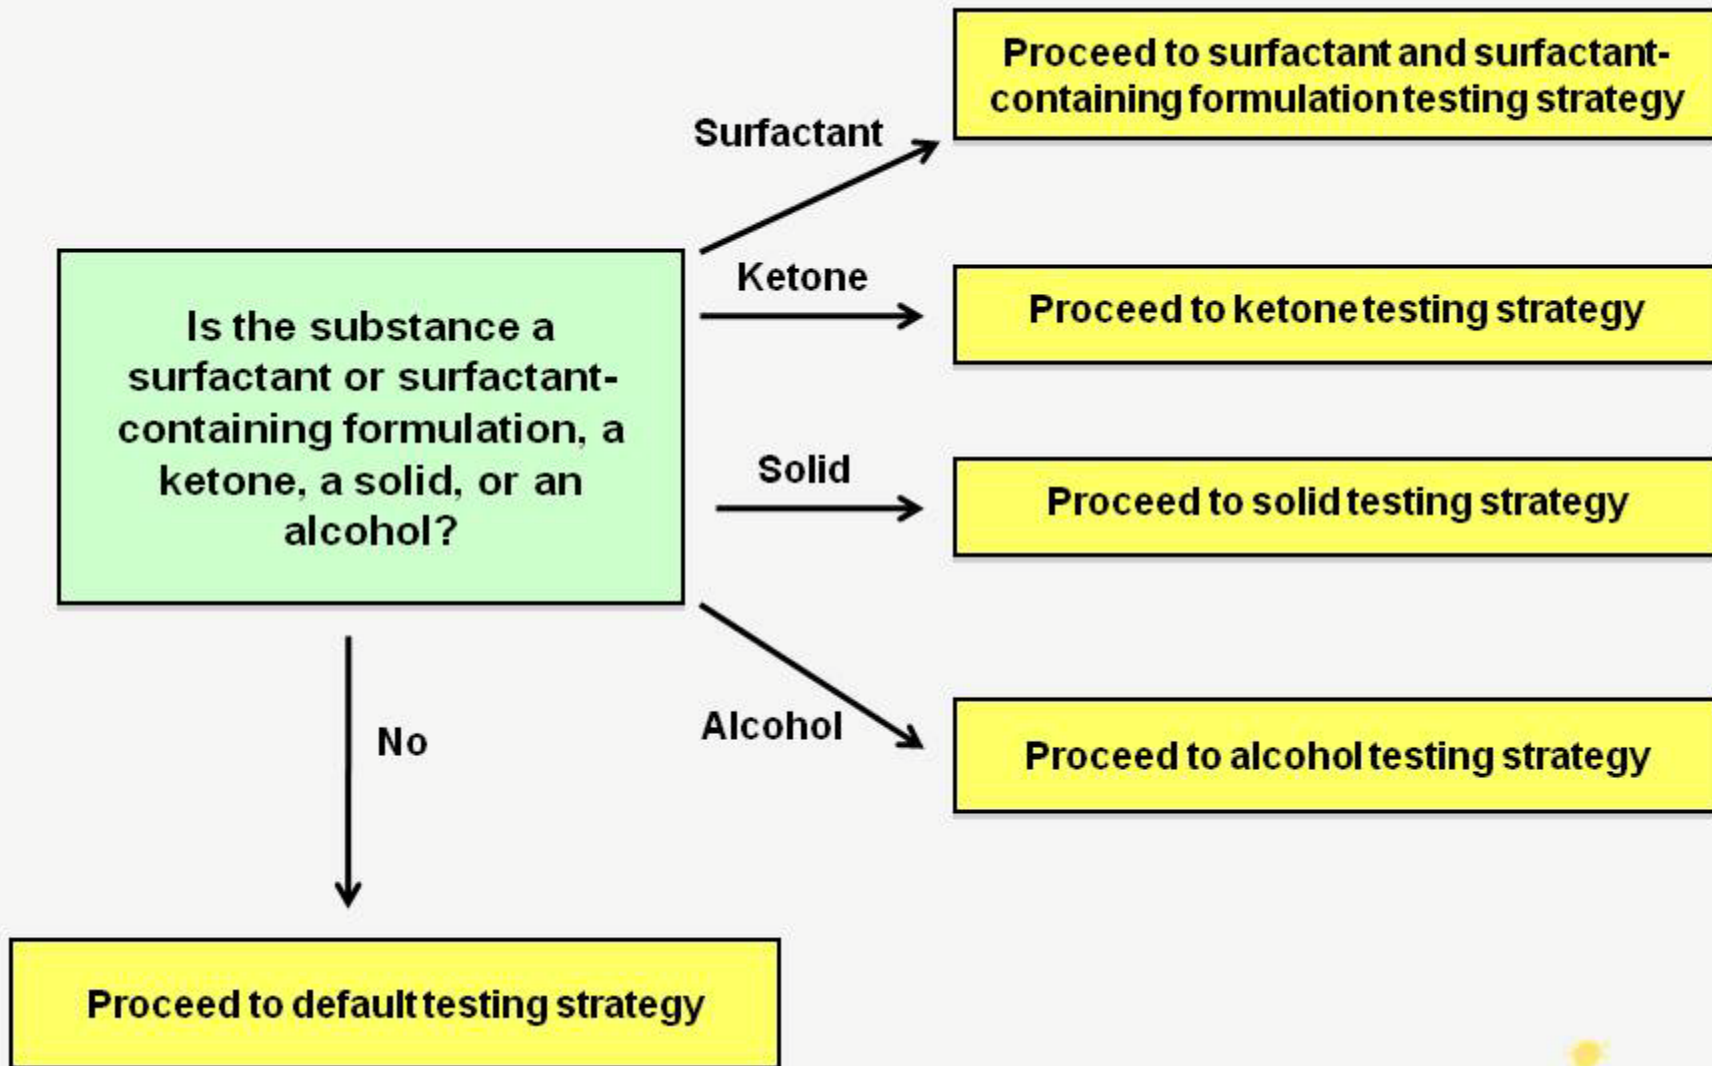 Proceed to surfactant and surfactant-
containing formulation testing strategy
Surfactant
Ketone
Proceed to ketone testing strategy
Is the substance a
surfactant or surfactant-
containing formulation, a
ketone, a solid, or an
alcohol?
Solid
Proceed to solid testing strategy
Alcohol
Proceed to alcohol testing strategy
No
Proceed to default testing strategy